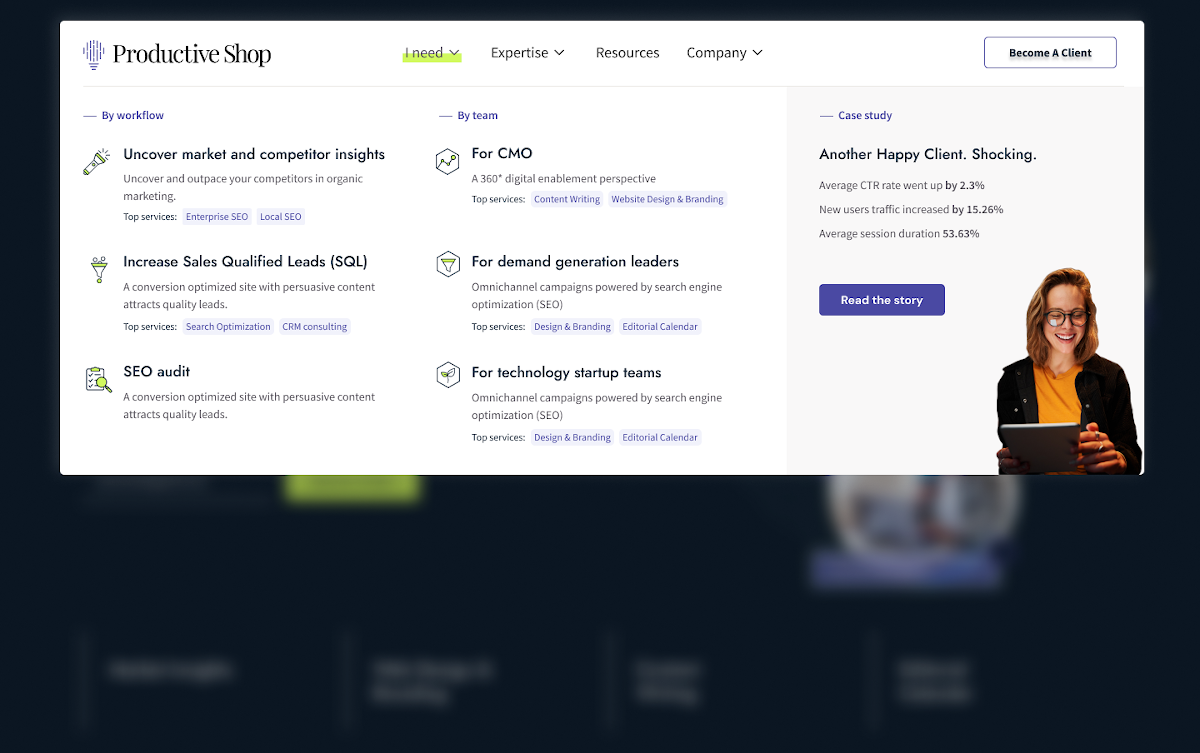 Productive Shop
I need
Expertise
Resources
Company
Become A Client
By workflow
Uncover market and competitor insights
Uncover and outpace your competitors in organic
marketing.
Top services: Enterprise SEO Local SEO
Increase Sales Qualified Leads (SQL)
A conversion optimized site with persuasive content
attracts quality leads.
Top services: Search Optimization CRM consulting
SEO audit
A conversion optimized site with persuasive content
attracts quality leads.
By team
For CMO
A 360° digital enablement perspective
Top services: Content Writing Website Design & Branding
For demand generation leaders
Omnichannel campaigns powered by search engine
optimization (SEO)
Top services: Design & Branding Editorial Calendar
For technology startup teams
Omnichannel campaigns powered by search engine
optimization (SEO)
Top services: Design & Branding Editorial Calendar
Case study
Another Happy Client. Shocking.
Average CTR rate went up by 2.3%
New users traffic increased by 15.26%
Average session duration 53.63%
Read the story